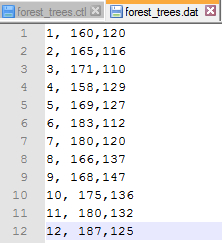 forest_trees.ctl forest_trees.dat
1 1, 160,120
2 2, 165,116
3 3, 171,110
4 4, 158,129
5 5, 169,127
6 6, 183,112
7 7, 180,120
8 8, 166,137
9 9, 168,147
10 10, 175,136
11 11, 180,132
12 12, 187,125